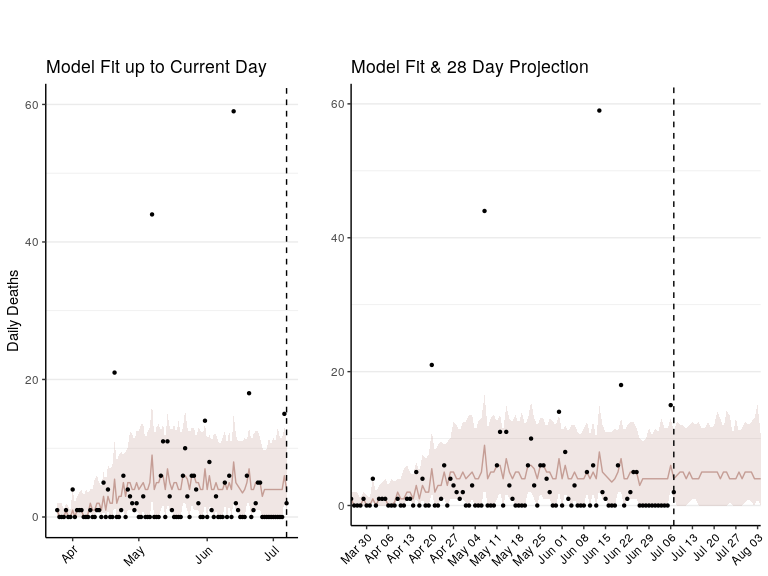 Model Fit up to Current Day
Model Fit & 28 Day Projection
Daily Deaths
60
40
20
0
Apr
May
Jun
Jul
60
40
20
0
Mar 30
Apr 06
Apr 13
Apr 20
Apr 27
May 04
May 11
May 18
May 25
Jun 01
Jun 08
Jun 15
Jun 22
Jun 29
Jul 06
Jul 13
Jul 20
Jul 27
Aug 03